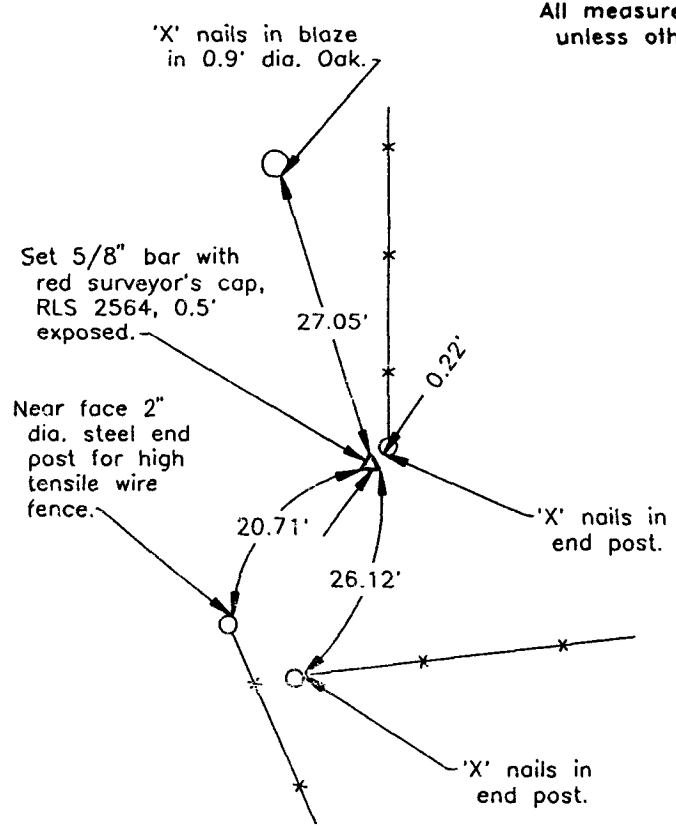 All measure
unless oth
'X' nails in blaze
in 0.9' dia. Oak.
Set 5/8" bar with
red surveyor's cap,
RLS 2564, 0.5'
exposed.
27.05'
0.22'
Near face 2"
dia. steel end
post for high
tensile wire
fence.
20.71'
'X' nails in
end post.
26.12'
'X' nails in
end post.